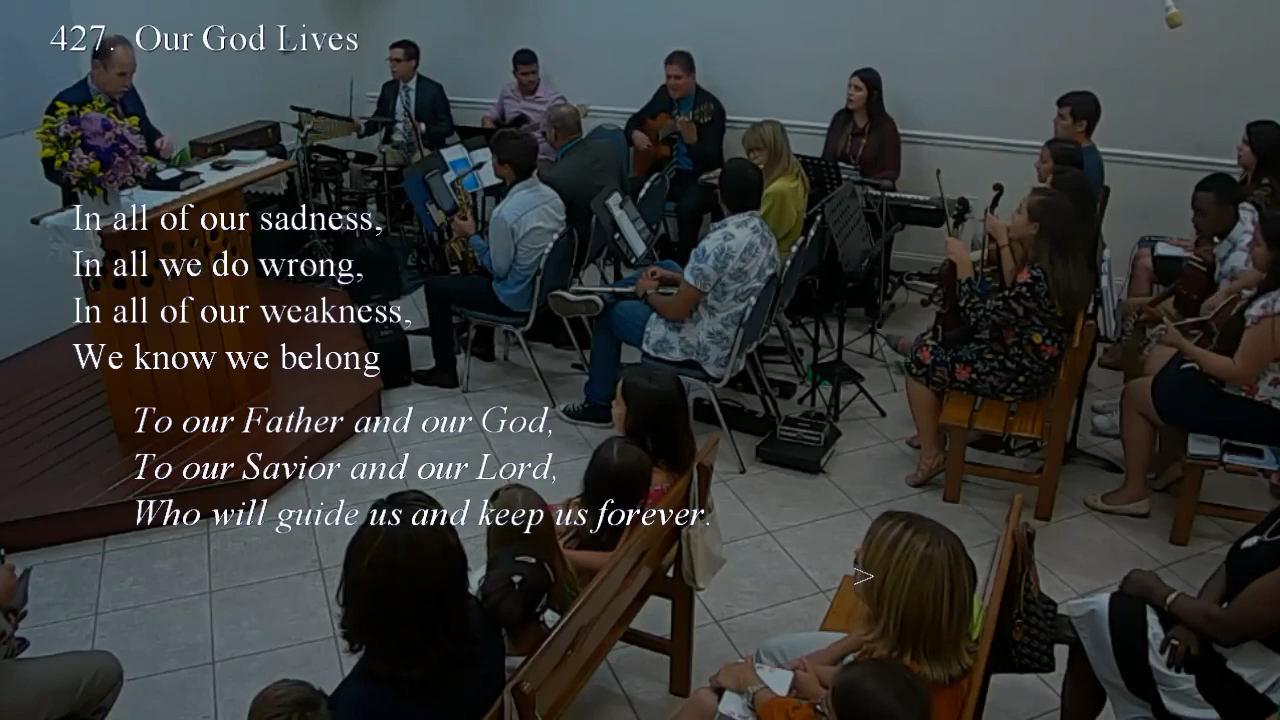 427. Our God Lives
In all of our sadness,
In all we do wrong,
In all of our weakness,
We know we belong
To our Father and our God,
To our Savior and our Lord,
Who will guide us and keep us forever.
>